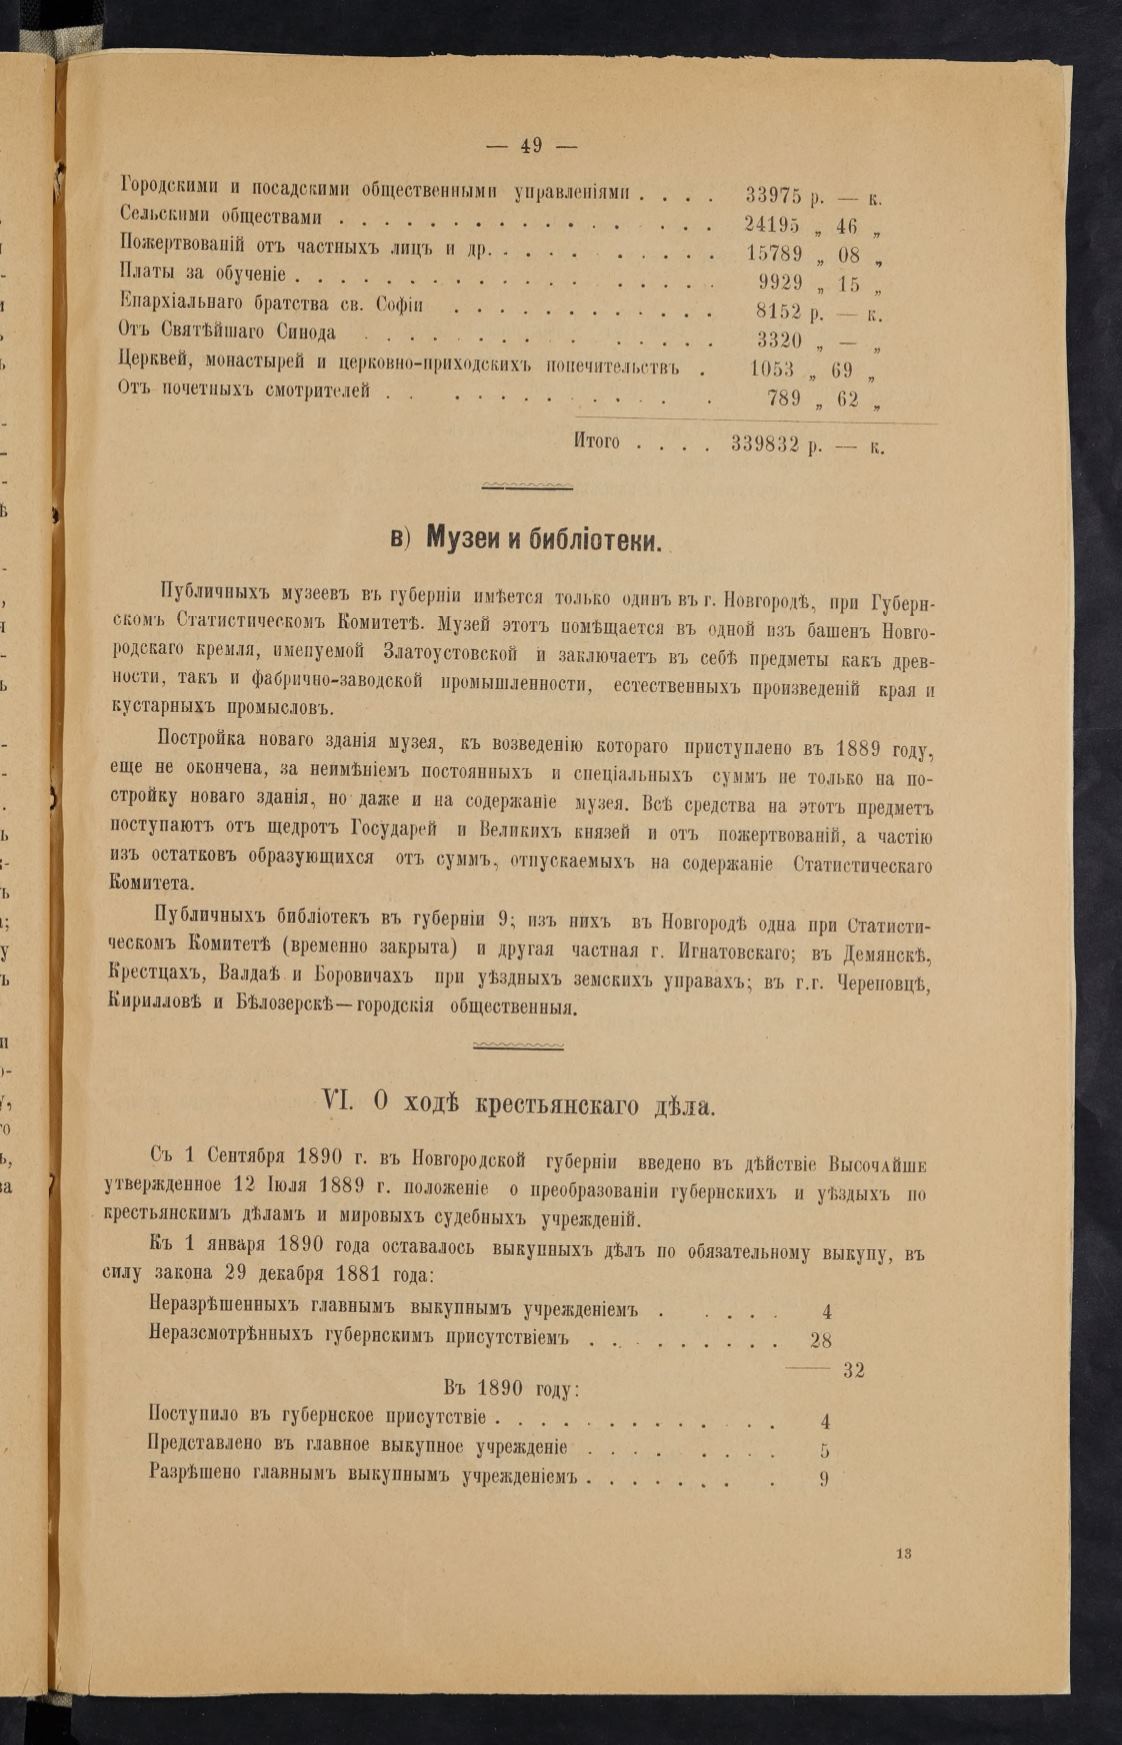 — 49 —
Городскими и посадскими общественными управленіями . . . . 33975 р. — к.
Сельскими обществами . . . . . . . . . . . . . . . 24195 „ 46 „
Пожертвованій отъ частныхъ лицъ и др. . . . . . . . . . . 15789 „ 08 „
Платы за обученіе . . . . . . . . . . . . . . . . . 9929 „ 15 „
Епархіальнаго братства св. Софіи . . . . . . . . . . . . 8152 р. — к.
Отъ Святѣйшаго Синода . . . . . . . . . . . . . . 3320 „ — „
Церквей, монастырей и церковно-приходскихъ попечительствъ . 1053 „ 69 „
Отъ почетныхъ смотрителей . . . . . . . . . . . . . 789 „ 62 „
Итого . . . . 339832 р. — к.
в) Музеи и библіотеки.
Публичныхъ музеевъ въ губерніи имѣется только одинъ въ г. Новгородѣ, при Губерн-
скомъ Статистическомъ Комитетѣ. Музей этотъ помѣщается въ одной изъ башенъ Новго-
родскаго кремля, именуемой Златоустовской и заключаетъ въ себѣ предметы какъ древ-
ности, такъ и фабрично-заводской промышленности, естественныхъ произведеній края и
кустарныхъ промысловъ.
Постройка новаго зданія музея, къ возведенію котораго приступлено въ 1889 году,
еще не окончена, за неимѣніемъ постоянныхъ и спеціальныхъ суммъ не только на по-
стройку новаго зданія, но даже и на содержаніе музея. Всѣ средства на этотъ предметъ
поступаютъ отъ щедротъ Государей и Великихъ князей и отъ пожертвованій, а частію
изъ остатковъ образующихся отъ суммъ, отпускаемыхъ на содержаніе Статистическаго
Комитета.
Публичныхъ библіотекъ въ губерніи 9; изъ нихъ въ Новгородѣ одна при Статисти-
ческомъ Комитетѣ (временно закрыта) и другая частная г. Игнатовскаго; въ Демянскѣ,
Крестцахъ, Валдаѣ и Боровичахъ при уѣздныхъ земскихъ управахъ; въ г.г. Череповцѣ,
Кирилловѣ и Бѣлозерскѣ—городскія общественныя.
VI. О ходѣ крестьянскаго дѣла.
Съ 1 Сентября 1890 г. въ Новгородской губерніи введено въ дѣйствіе Высочайше
утвержденное 12 Іюля 1889 г. положеніе о преобразованіи губернскихъ и уѣздыхъ по
крестьянскимъ дѣламъ и мировыхъ судебныхъ учрежденій.
Къ 1 января 1890 года оставалось выкупныхъ дѣлъ по обязательному выкупу, въ
силу закона 29 декабря 1881 года:
Неразрѣшенныхъ главнымъ выкупнымъ учрежденіемъ . . . . . 4
Неразсмотрѣнныхъ губернскимъ присутствіемъ . . . . . . . . 28
32
Въ 1890 году:
Поступило въ губернское присутствіе . . . . . . . . . . . . 4
Представлено въ главное выкупное учрежденіе . . . . . . . . 5
Разрѣшено главнымъ выкупнымъ учрежденіемъ . . . . . . . . 9
13